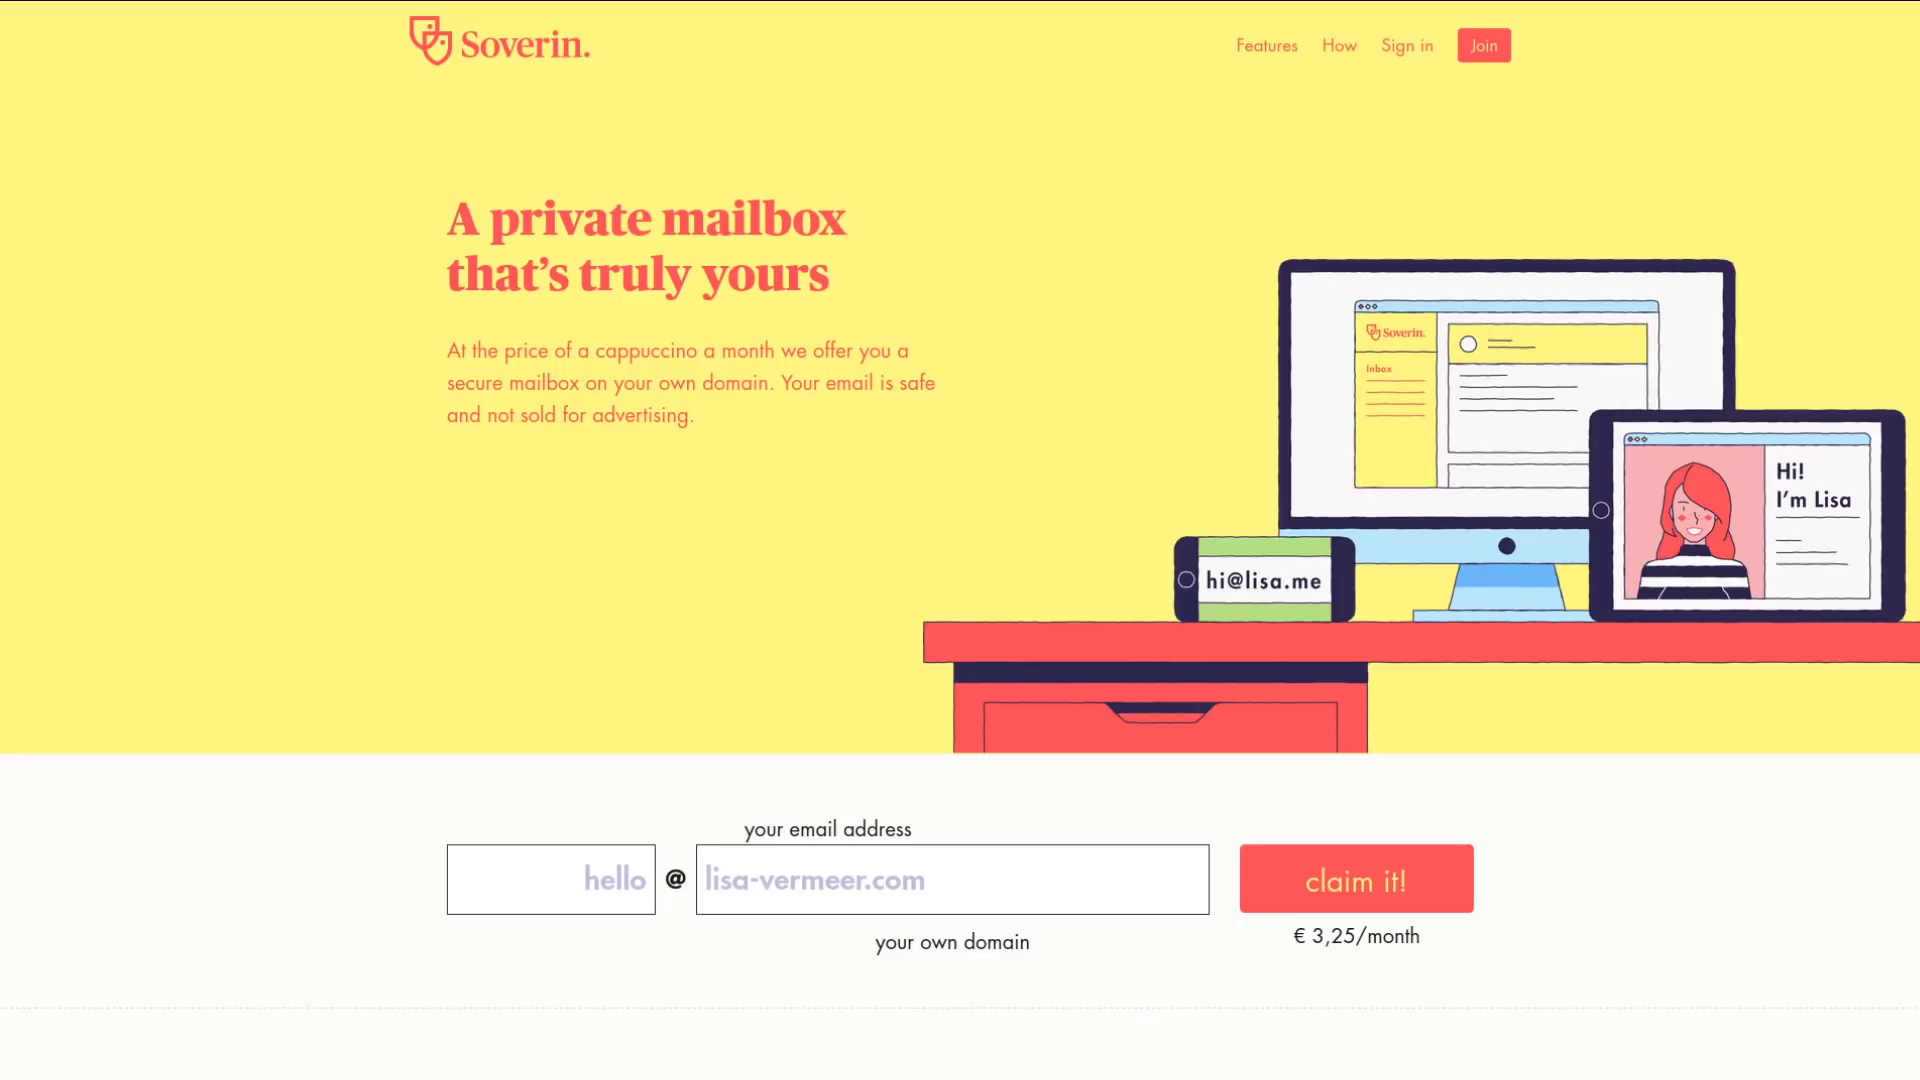 Soverin.
Features How Sign in Join
A private mailbox
that’s truly yours
At the price of a cappuccino a month we offer you a
secure mailbox on your own domain. Your email is safe
and not sold for advertising.
Soverin.
Inbox
Hi!
I’m Lisa
hi@lisa.me
your email address
hello @ lisa-vermeer.com
claim it!
your own domain
€ 3,25/month